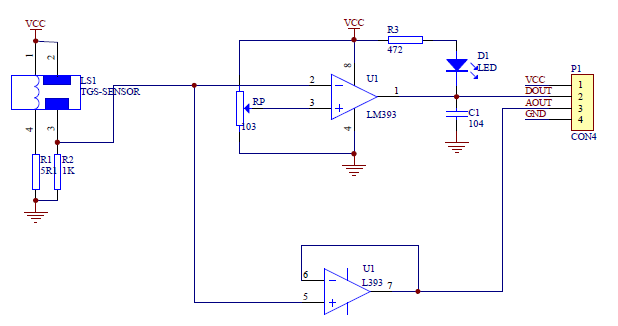 VCC
1
2
LS1
TGS-SENSOR
4
3
R1
5R1
R2
1K
VCC
R3
472
D1
LED
8
U1
2
3
1
RP
103
4
LM393
C1
104
P1
VCC
1
DOUT
2
AOUT
3
GND
4
CON4
U1
L393
6
5
7